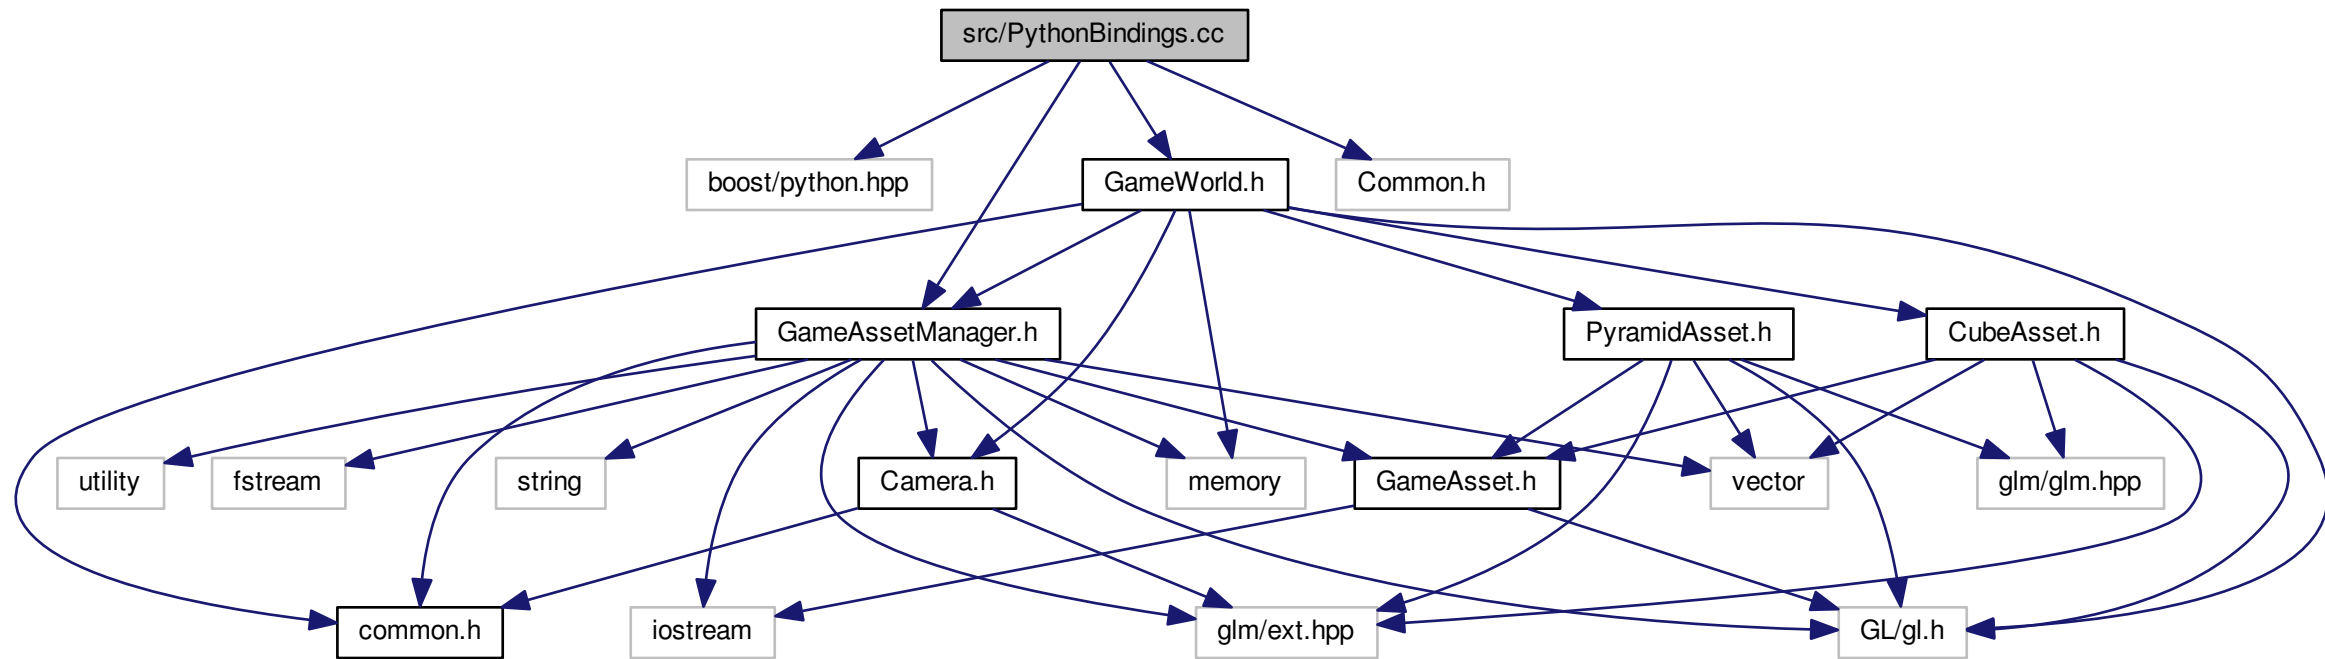 src/PythonBindings.cc
boost/python.hpp
GameWorld.h
Common.h
GameAssetManager.h
PyramidAsset.h
CubeAsset.h
utility
fstream
string
Camera.h
memory
GameAsset.h
vector
glm/glm.hpp
common.h
iostream
glm/ext.hpp
GL/gl.h